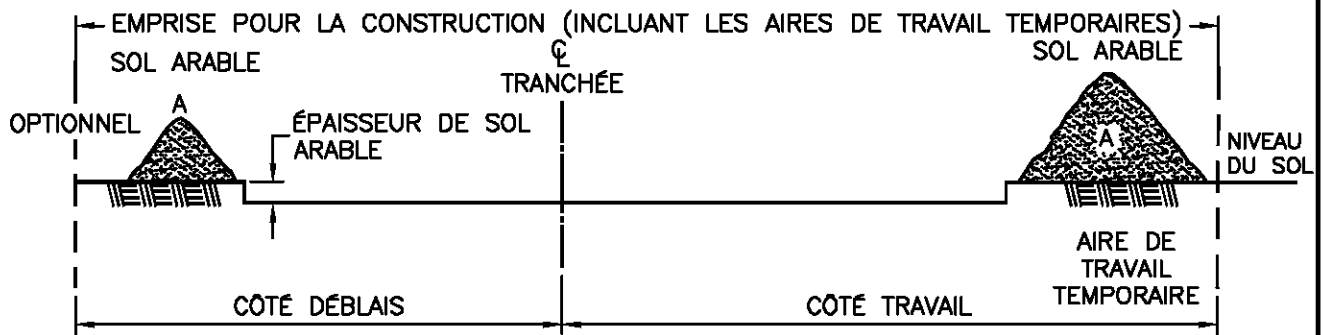 EMPRISE POUR LA CONSTRUCTION (INCLUANT LES AIRES DE TRAVAIL TEMPORAIRES)
SOL ARABLE
℄
TRANCHÉE
SOL ARABLE
OPTIONNEL
A
ÉPAISSEUR DE SOL
ARABLE
A
NIVEAU
DU SOL
AIRE DE
TRAVAIL
TEMPORAIRE
CÔTÉ DÉBLAIS
CÔTÉ TRAVAIL